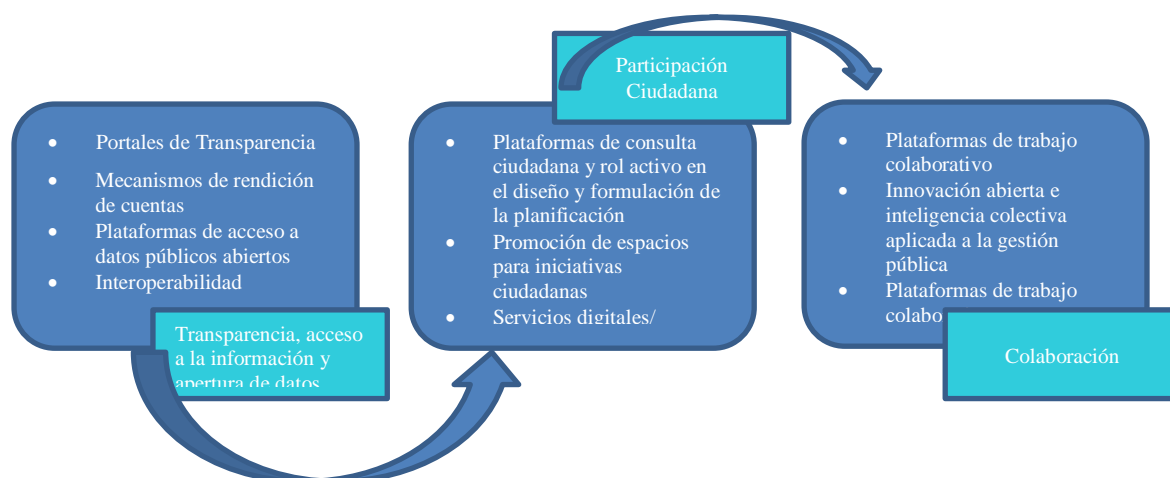 Portales de Transparencia
Mecanismos de rendición
de cuentas
Plataformas de acceso a
datos públicos abiertos
Interoperabilidad
Transparencia, acceso
a la información y
apertura de datos
Participación
Ciudadana
Plataformas de consulta
ciudadana y rol activo en
el diseño y formulación de
la planificación
Promoción de espacios
para iniciativas
ciudadanas
Servicios digitales/
Plataformas de trabajo
colaborativo
Innovación abierta e
inteligencia colectiva
aplicada a la gestión
pública
Plataformas de trabajo
Colaboración